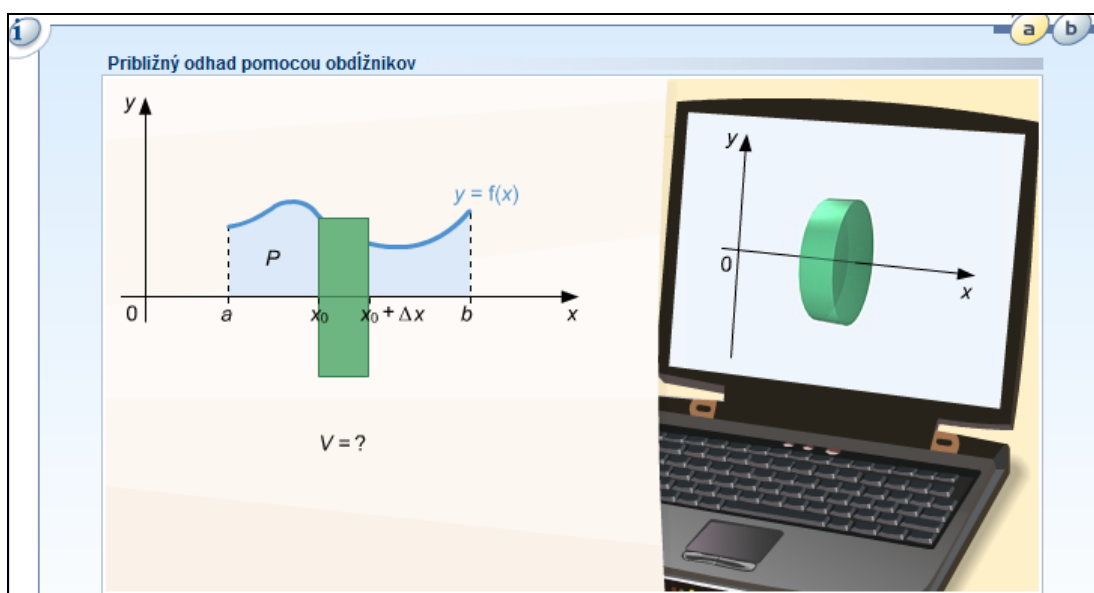 i
a b
Približný odhad pomocou obdĺžnikov
y
y = f(x)
P
0 a x₀ x₀ + Δx b x
V = ?
y
0
x